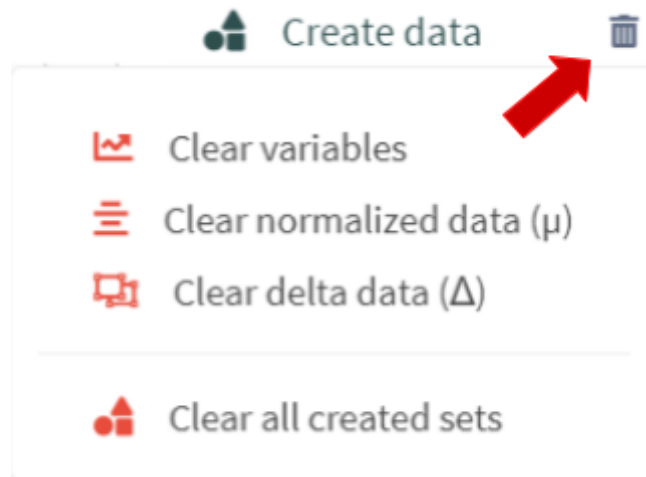 Create data
Clear variables
Clear normalized data (μ)
Clear delta data (Δ)
Clear all created sets